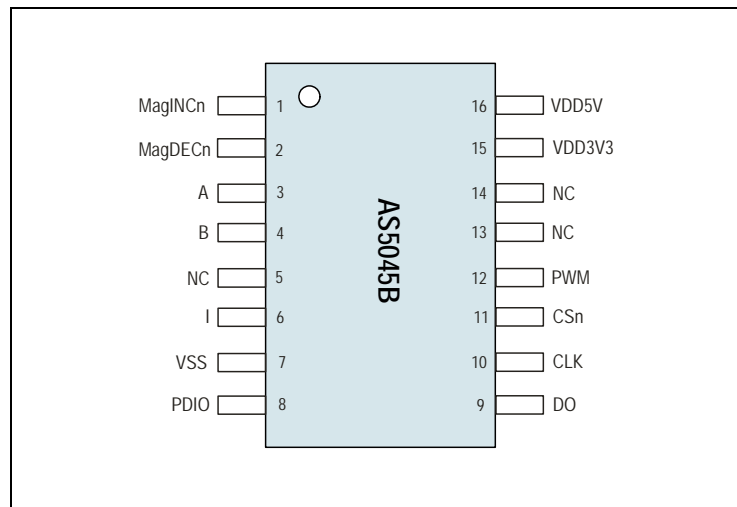 MagINCn 1 16 VDD5V
MagDECn 2 15 VDD3V3
A 3 14 NC
B 4 13 NC
NC 5 12 PWM
I 6 11 CSn
VSS 7 10 CLK
PDIO 8 9 DO
AS5045B